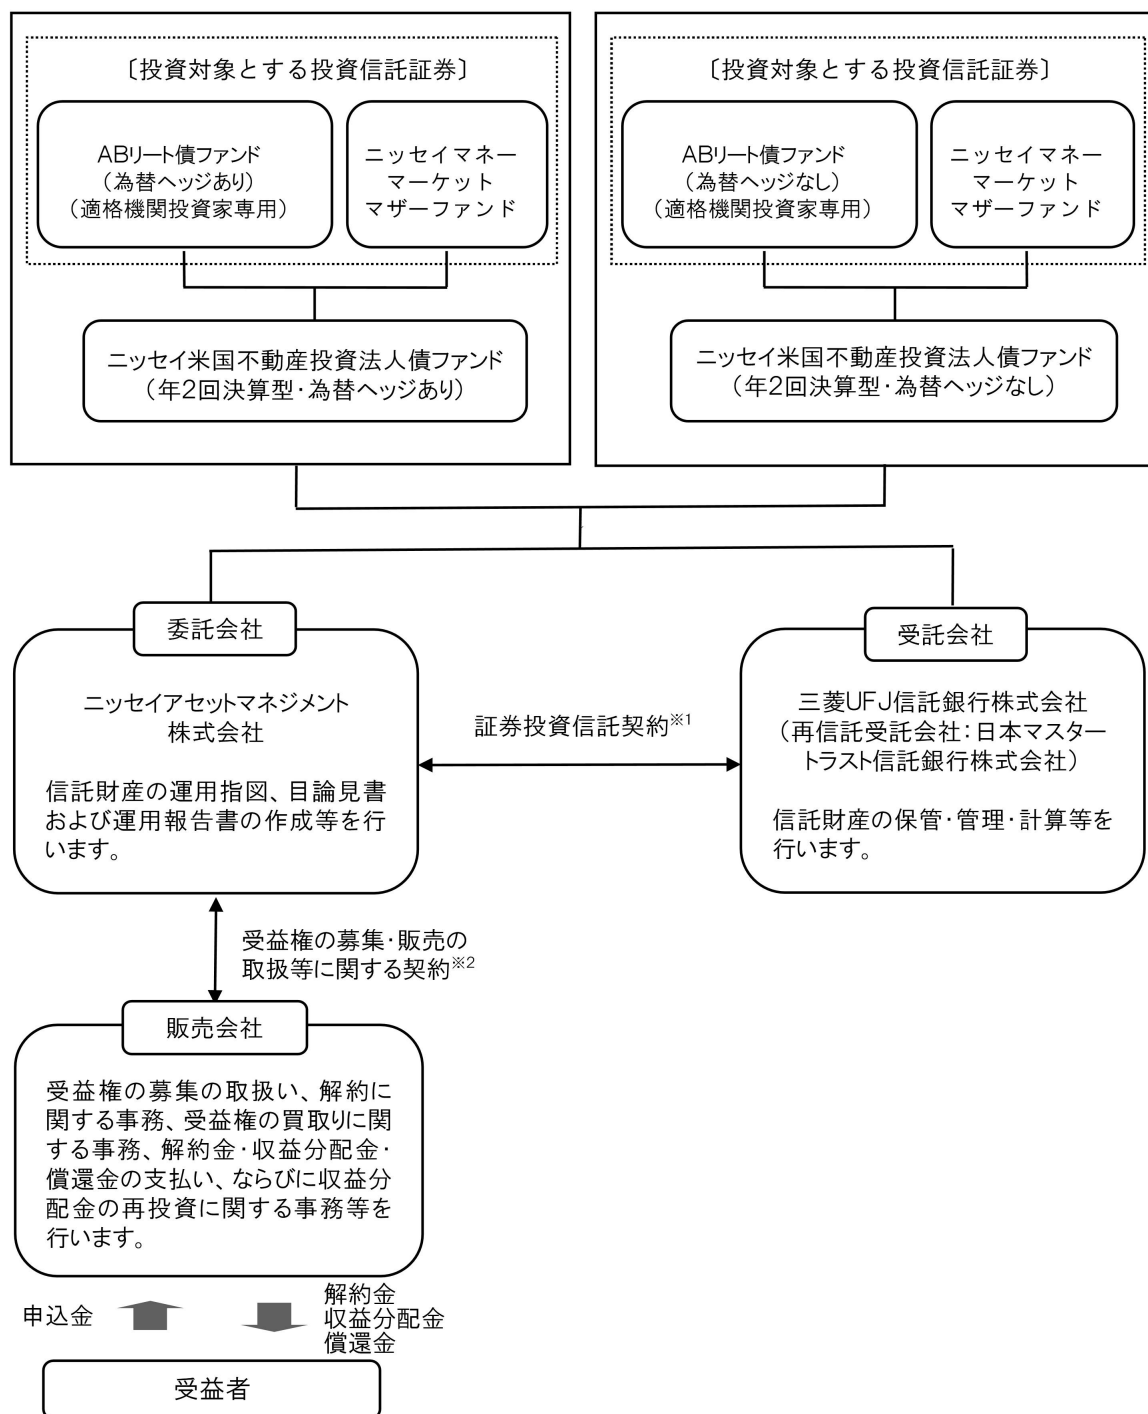 〔投資対象とする投資信託証券〕
ABリート債ファンド
（為替ヘッジあり）
（適格機関投資家専用）
ニッセイマネー
マーケット
マザーファンド
ニッセイ米国不動産投資法人債ファンド
（年2回決算型・為替ヘッジあり）
〔投資対象とする投資信託証券〕
ABリート債ファンド
（為替ヘッジなし）
（適格機関投資家専用）
ニッセイマネー
マーケット
マザーファンド
ニッセイ米国不動産投資法人債ファンド
（年2回決算型・為替ヘッジなし）
委託会社
ニッセイアセットマネジメント
株式会社
信託財産の運用指図、目論見書
および運用報告書の作成等を行
います。
証券投資信託契約※1
受託会社
三菱UFJ信託銀行株式会社
（再信託受託会社：日本マスター
トラスト信託銀行株式会社）
信託財産の保管・管理・計算等を
行います。
受益権の募集・販売の
取扱等に関する契約※2
販売会社
受益権の募集の取扱い、解約に
関する事務、受益権の買取りに関
する事務、解約金・収益分配金・
償還金の支払い、ならびに収益分
配金の再投資に関する事務等を
行います。
申込金
解約金
収益分配金
償還金
受益者